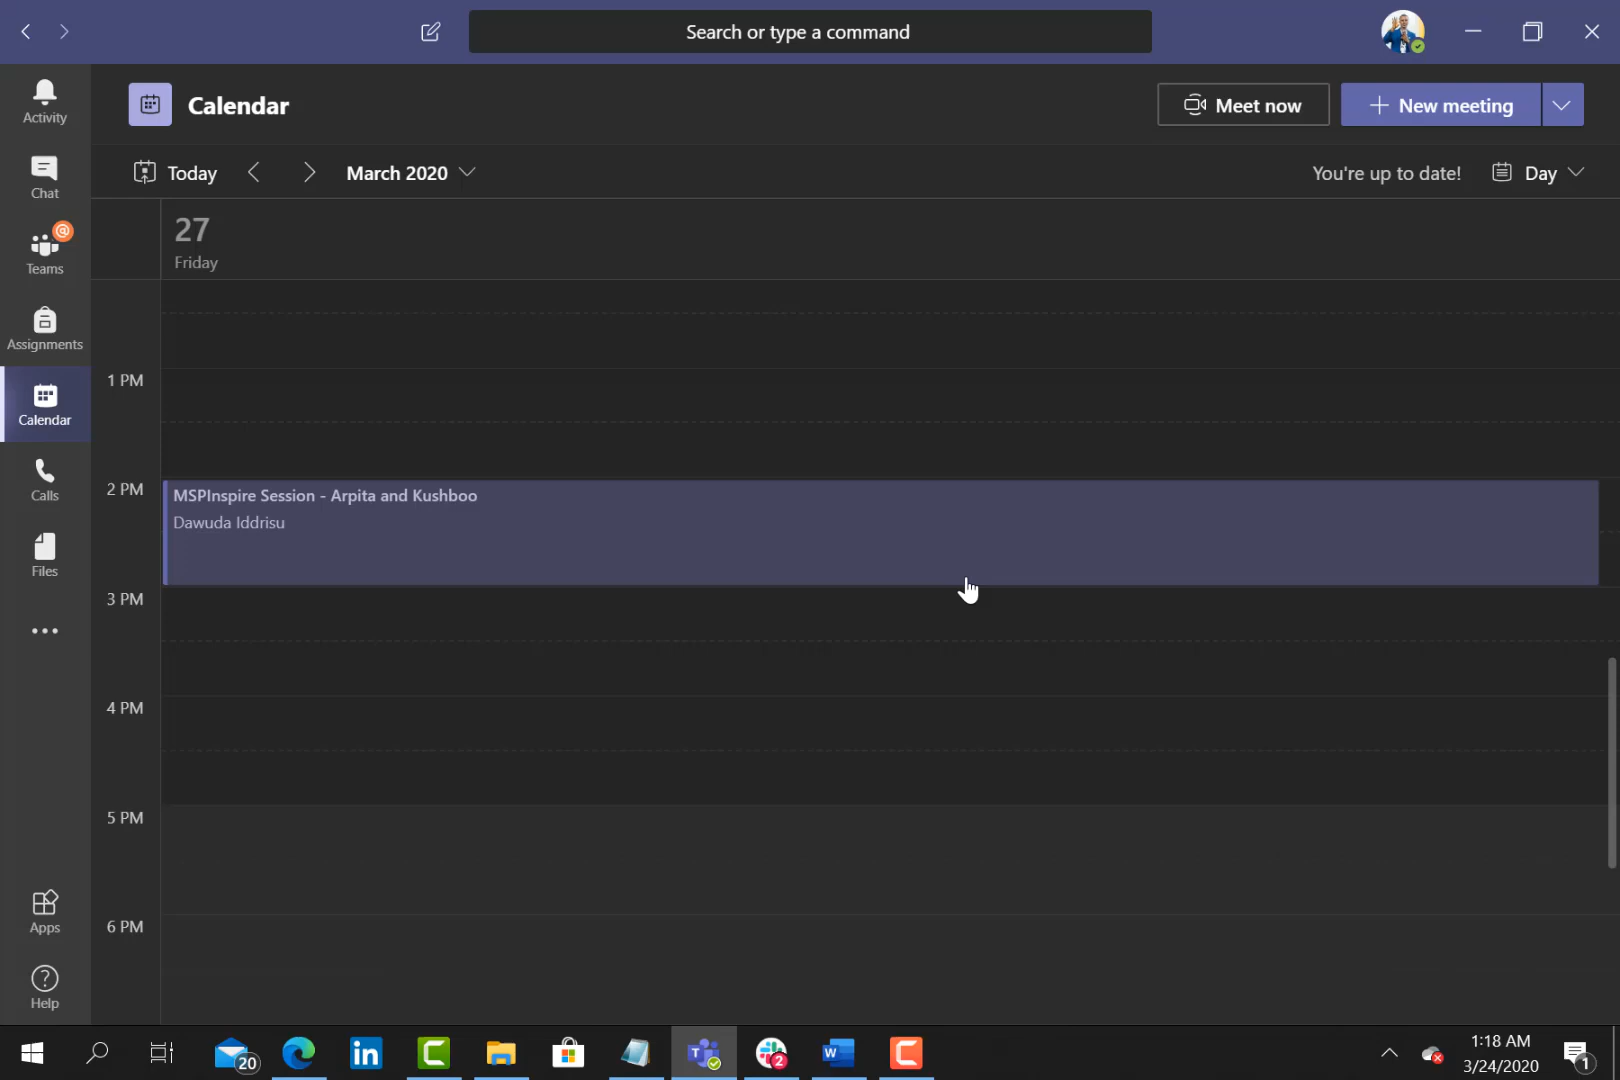 Search or type a command
Activity
Chat
@
Teams
Assignments
Calendar
Calls
Files
Apps
Help
Calendar
Meet now
New meeting
Today
March 2020
You're up to date!
Day
27
Friday
1 PM
2 PM
MSPInspire Session - Arpita and Kushboo
Dawuda Iddrisu
3 PM
4 PM
5 PM
6 PM
20
in
T
2
W
1:18 AM
3/24/2020
1